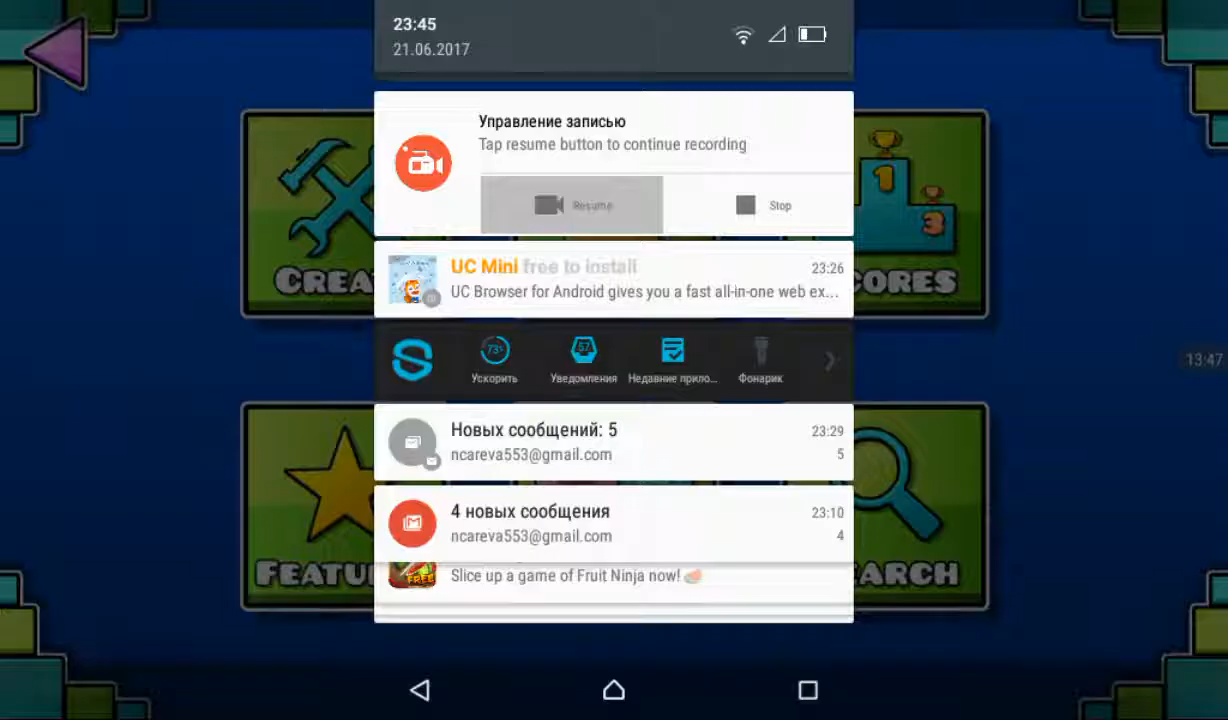 23:45
21.06.2017
Управление записью
Tap resume button to continue recording
Resume
Stop
1
3
CREA
CORES
UC Mini free to install
23:26
UC Browser for Android gives you a fast all-in-one web ex...
13:47
73%
57
Ускорить
Уведомления
Недавние прило...
Фонарик
Новых сообщений: 5
23:29
ncareva553@gmail.com
5
4 новых сообщения
23:10
ncareva553@gmail.com
4
FREE
Slice up a game of Fruit Ninja now!
FEATU
ARCH